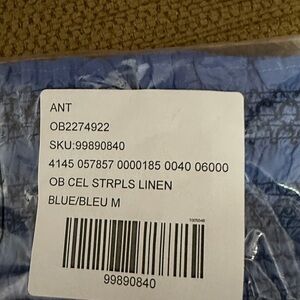 ANT
OB2274922
SKU:99890840
4145 057857 0000185 0040 06000
OB CEL STRPLS LINEN
BLUE/BLEU M
99890840